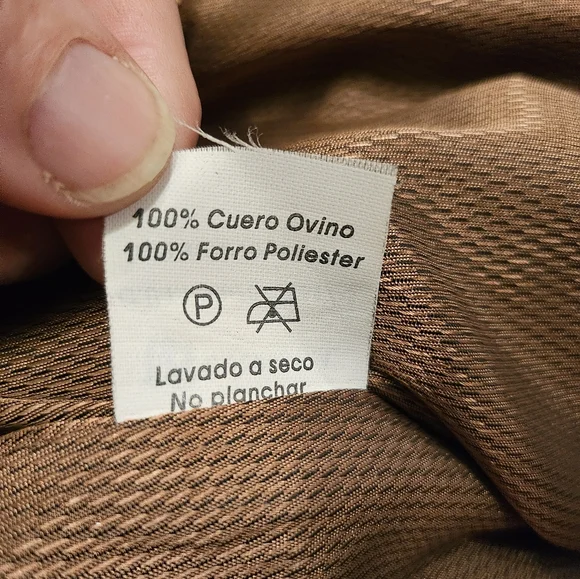 100% Cuero Ovino
100% Forro Poliester
P
Lavado a seco
No planchar